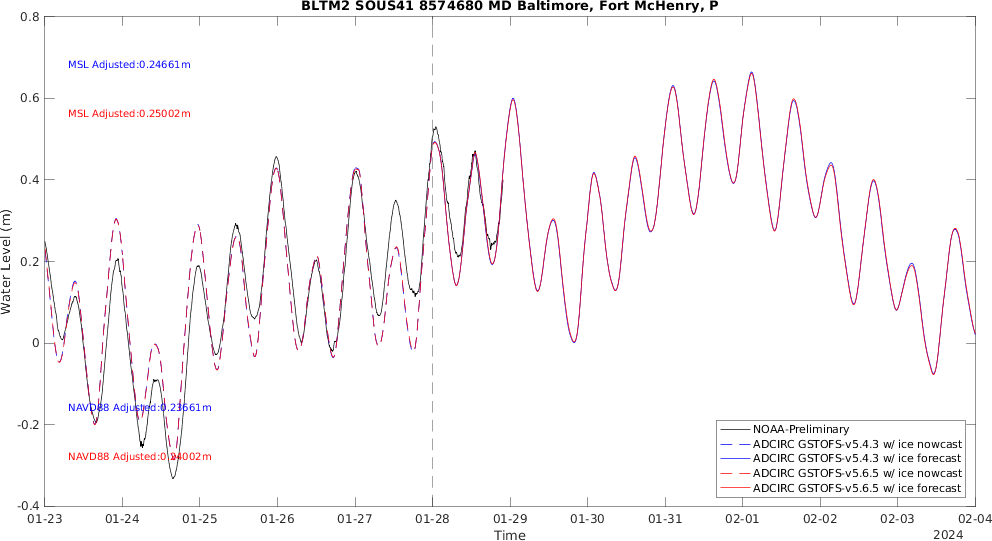 BLTM2 SOUS41 8574680 MD Baltimore, Fort McHenry, P
0.8
0.6
0.4
0.2
0
-0.2
-0.4
Water Level (m)
MSL Adjusted:0.24661m
MSL Adjusted:0.25002m
NAVD88 Adjusted:0.23661m
NAVD88 Adjusted:0.24002m
NOAA-Preliminary
ADCIRC GSTOFS-v5.4.3 w/ ice nowcast
ADCIRC GSTOFS-v5.4.3 w/ ice forecast
ADCIRC GSTOFS-v5.6.5 w/ ice nowcast
ADCIRC GSTOFS-v5.6.5 w/ ice forecast
01-23 01-24 01-25 01-26 01-27 01-28 01-29 01-30 01-31 02-01 02-02 02-03 02-04
Time
2024